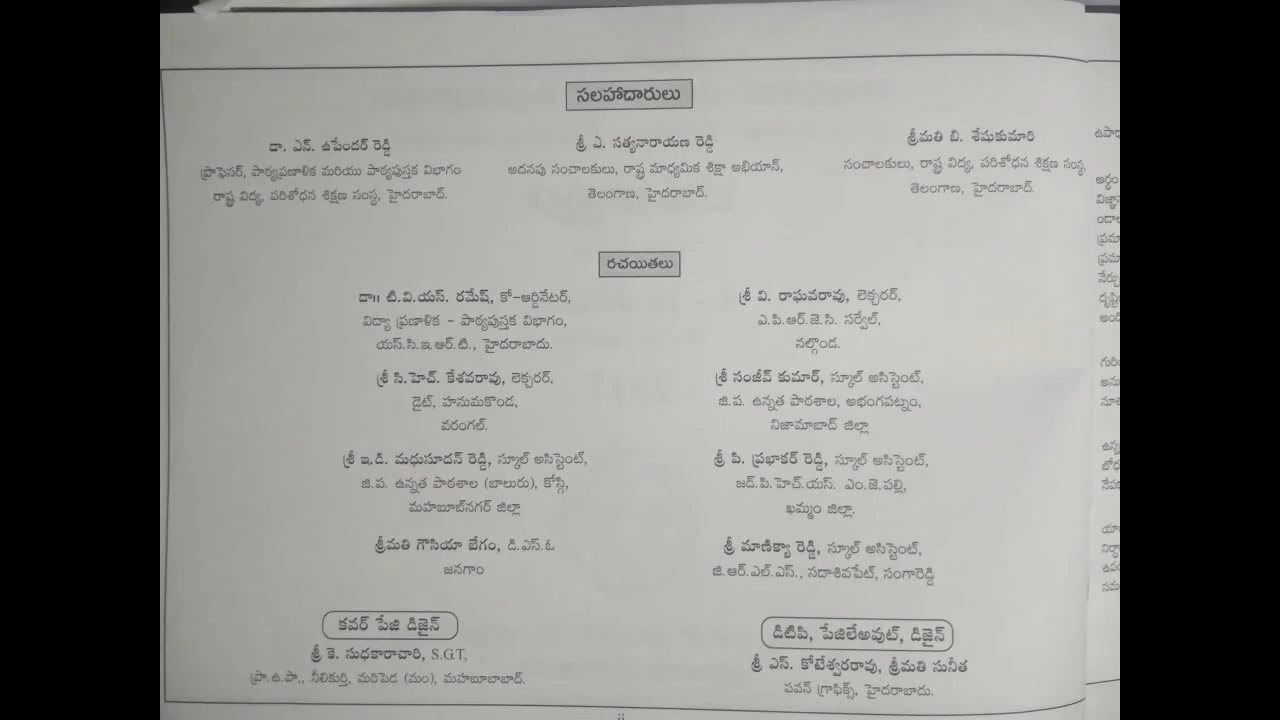 సలహాదారులు
డా. ఎన్. ఉపేందర్ రెడ్డి
ప్రొఫెసర్, పాఠ్యప్రణాళిక మరియు పాఠ్యపుస్తక విభాగం
రాష్ట్ర విద్య, పరిశోధన శిక్షణ సంస్థ, హైదరాబాద్.
శ్రీ ఎ. సత్యనారాయణ రెడ్డి
అదనపు సంచాలకులు, రాష్ట్ర మాధ్యమిక శిక్షా అభియాన్,
తెలంగాణ, హైదరాబాద్.
శ్రీమతి బి. శేషుకుమారి
సంచాలకులు, రాష్ట్ర విద్య, పరిశోధన శిక్షణ సంస్థ,
తెలంగాణ, హైదరాబాద్.
రచయితలు
డా॥ టి.వి.యస్. రమేష్, కో-ఆర్డినేటర్,
విద్యా ప్రణాళిక - పాఠ్యపుస్తక విభాగం,
యస్.సి.ఇ.ఆర్.టి., హైదరాబాదు.
శ్రీ వి. రాఘవరావు, లెక్చరర్,
ఎ.పి.ఆర్.జె.సి. సర్వేల్,
నల్గొండ.
శ్రీ సి.హెచ్. కేశవరావు, లెక్చరర్,
డైట్, హనుమకొండ,
వరంగల్.
శ్రీ సంజీవ్ కుమార్, స్కూల్ అసిస్టెంట్,
జి.ప. ఉన్నత పాఠశాల, అభంగపట్నం,
నిజామాబాద్ జిల్లా
శ్రీ ఇ.డి. మధుసూదన్ రెడ్డి, స్కూల్ అసిస్టెంట్,
జి.ప. ఉన్నత పాఠశాల (బాలురు), కోస్గి,
మహబూబ్‌నగర్ జిల్లా
శ్రీ పి. ప్రభాకర్ రెడ్డి, స్కూల్ అసిస్టెంట్,
జడ్.పి.హెచ్.యస్. ఎం.జె.పల్లి,
ఖమ్మం జిల్లా.
శ్రీమతి గౌసియా బేగం, డి.ఎస్.ఓ
జనగాం
శ్రీ మాణిక్యా రెడ్డి, స్కూల్ అసిస్టెంట్,
జి.ఆర్.ఎల్.ఎస్., సదాశివపేట్, సంగారెడ్డి
కవర్ పేజి డిజైన్
శ్రీ కె. సుధకారాచారి, S.G.T,
ప్రా.ఉ.పా., నీలికుర్తి, మరిపెడ (మం), మహబూబాబాద్.
డిటిపి, పేజిలేఅవుట్, డిజైన్
శ్రీ ఎస్. కోటేశ్వరరావు, శ్రీమతి సునీత
పవన్ గ్రాఫిక్స్, హైదరాబాదు.